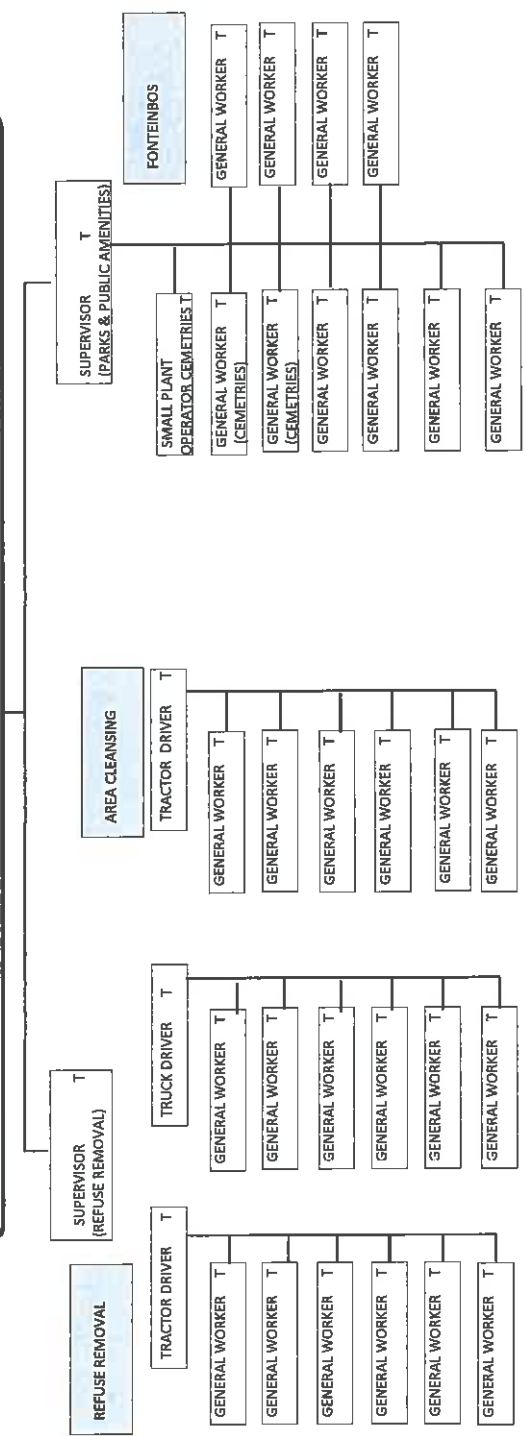 REFUSE REMOVAL
SUPERVISOR T
(REFUSE REMOVAL)
TRACTOR DRIVER T
GENERAL WORKER T
GENERAL WORKER T
GENERAL WORKER T
GENERAL WORKER T
GENERAL WORKER T
GENERAL WORKER T
TRUCK DRIVER T
GENERAL WORKER T
GENERAL WORKER T
GENERAL WORKER T
GENERAL WORKER T
GENERAL WORKER T
GENERAL WORKER T
AREA CLEANSING
TRACTOR DRIVER T
GENERAL WORKER T
GENERAL WORKER T
GENERAL WORKER T
GENERAL WORKER T
GENERAL WORKER T
GENERAL WORKER T
SUPERVISOR T
(PARKS & PUBLIC AMENITIES)
SMALL PLANT
OPERATOR CEMETRIES T
GENERAL WORKER T
(CEMETRIES)
GENERAL WORKER T
(CEMETRIES)
GENERAL WORKER T
GENERAL WORKER T
GENERAL WORKER T
GENERAL WORKER T
FONTEINBOS
GENERAL WORKER T
GENERAL WORKER T
GENERAL WORKER T
GENERAL WORKER T